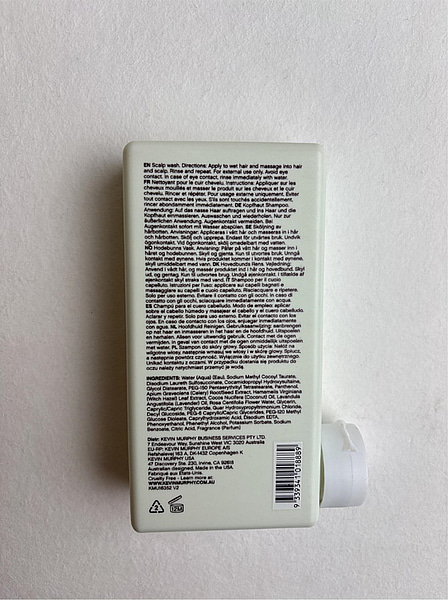 EN Scalp wash. Directions: Apply to wet hair and massage into hair
and scalp. Rinse and repeat. For external use only. Avoid eye
contact. In case of eye contact, rinse immediately with water.
FR Nettoyant pour le cuir chevelu. Instructions: Appliquer sur les
cheveux mouillés et masser le produit sur les cheveux et le cuir
chevelu. Rincer et répéter. Pour usage externe uniquement. Éviter
tout contact avec les yeux. S'ils sont touchés accidentellement,
rincer abondamment immédiatement. DE Kopfhaut Shampoo.
Anwendung: Auf das nasse Haar auftragen und ins Haar und die
Kopfhaut einmassieren. Auswaschen und wiederholen. Nur zur
äußerlichen Anwendung. Augenkontakt vermeiden. Bei
Augenkontakt sofort mit Wasser ausspülen. SE
hårbotten. Användning: Applicera i vått hår och massera in i hår
och hårbotten. Skölj och upprepa. Endast för utvärtes bruk. Undvik
ögonkontakt. Vid ögonkontakt, skölj omedelbart med vatten.
NO Hodebunns Vask. Anvisning: Påfør på vått hår og masser inn i håret
og hodebunnen. Skyll og gjenta. Kun til utvortes bruk. Unngå
kontakt med øynene. Hvis produktet kommer i kontakt med øynene,
skyll umiddelbart med vann. DK Hovedbunds Rens. Vejledning:
Anvend i vådt hår, og masser produktet ind i hår og hovedbund. Skyl
ud, og gentag. Kun til udvortes brug. Undgå øjenkontakt. I tilfælde af
øjenkontakt skyl straks med vand. IT Shampoo per il cuoio
capelluto. Istruzioni per l'uso: applicare sui capelli bagnati e
massaggiare su capelli e cuoio capelluto. Risciacquare e ripetere.
Solo per uso esterno. Evitare il contatto con gli occhi. In caso di
contatto con gli occhi, sciacquare immediatamente con acqua.
ES Champú para el cuero cabelludo. Modo de empleo: aplicar
sobre el cabello húmedo y masajear el cabello y el cuero cabelludo.
Aclarar y repetir. Solo para uso externo. Evitar el contacto con los
ojos. En caso de contacto con los ojos, enjuagar inmediatamente
con agua. NL Hoofdhuid Reinigen. Gebruiksaanwijzing: aanbrengen
op nat haar en inmasseren in het haar en de hoofdhuid. Uitspoelen
en herhalen. Alleen voor uitwendig gebruik. Contact met de ogen
vermijden, in geval van contact met de ogen onmiddellijk uitspoelen
met water. PL Szampon do skóry głowy. Sposób użycia: Nałóż na
wilgotne włosy, następnie wmasuj we włosy i w skórę głowy. Spłucz,
a następnie powtórz czynność. Wyłącznie do użytku zewnętrznego.
Unikać kontaktu z oczami. W przypadku dostania się produktu do
oczu należy natychmiast przemyć je wodą.
INGREDIENTS: Water (Aqua) (Eau), Sodium Methyl Cocoyl Taurate,
Disodium Laureth Sulfosuccinate, Cocamidopropyl Hydroxysultaine,
Glycol Distearate, PEG-150 Pentaerythrityl Tetrastearate, Panthenol,
Apium Graveolens (Celery) Root/Seed Extract, Hamamelis Virginiana
(Witch Hazel) Leaf Extract, Cocos Nucifera (Coconut) Oil, Lavandula
Angustifolia (Lavender) Oil, Rosa Centifolia Flower Water, Glycerin,
Caprylic/Capric Triglyceride, Guar Hydroxypropyltrimonium Chloride,
Decyl Glucoside, PEG-6 Caprylic/Capric Glycerides, PEG-120 Methyl
Glucose Dioleate, Caprylhydroxamic Acid, Disodium EDTA,
Phenoxyethanol, Ethyl Menthane Potassium Sorbate, Sodium
Benzoate, Citric Acid, Fragrance (Parfum)
Distr. KEVIN MURPHY BUSINESS SERVICES PTY LTD.
7 Endeavour Way, Sunshine West VIC 3020 Australia
EU-RP: KEVIN MURPHY EUROPE A/S
Refshalevej 163 A, DK-1432 Copenhagen K
KEVIN MURPHY USA
47 Discovery Ste. 230, Irvine, CA 92618
Australian designed. Made in the USA.
Fabriqué aux États-Unis.
Cruelty Free - Learn more at:
WWW.KEVINMURPHY.COM
KMU16352 V2
2
12M
9 339341 018889